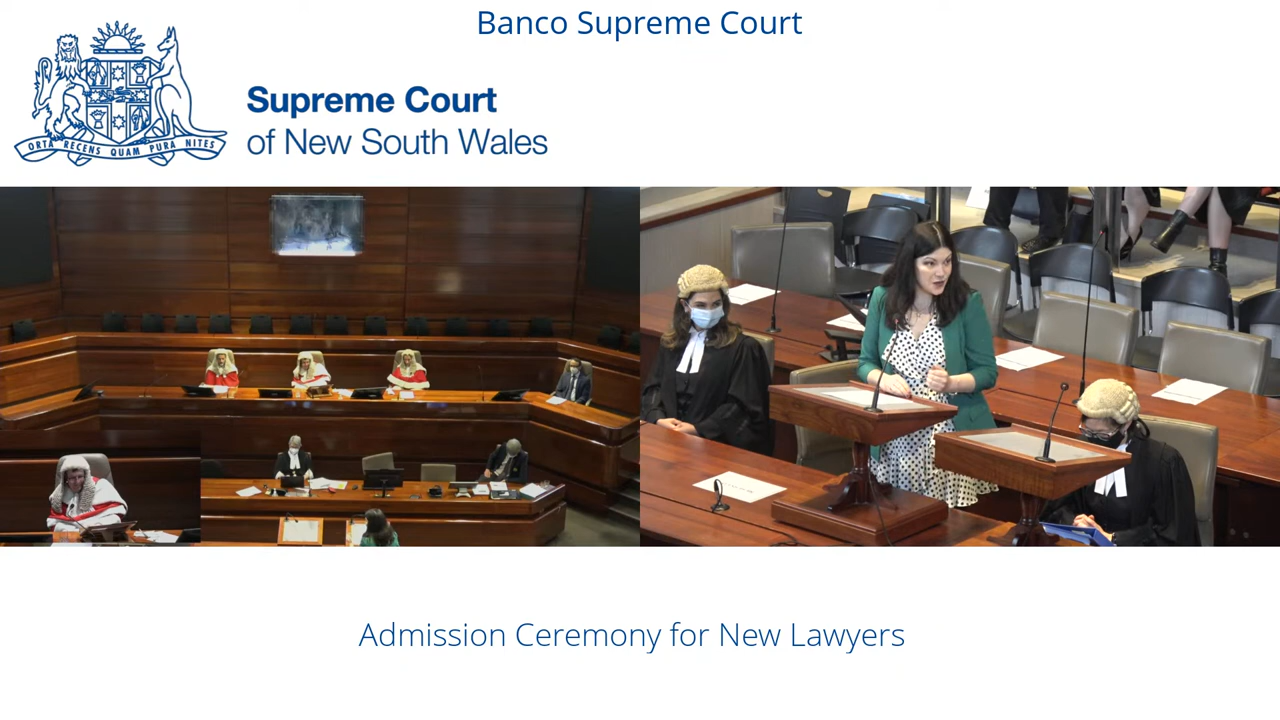 Banco Supreme Court
Supreme Court
of New South Wales
ORTA RECENS QUAM PURA NITES
Admission Ceremony for New Lawyers